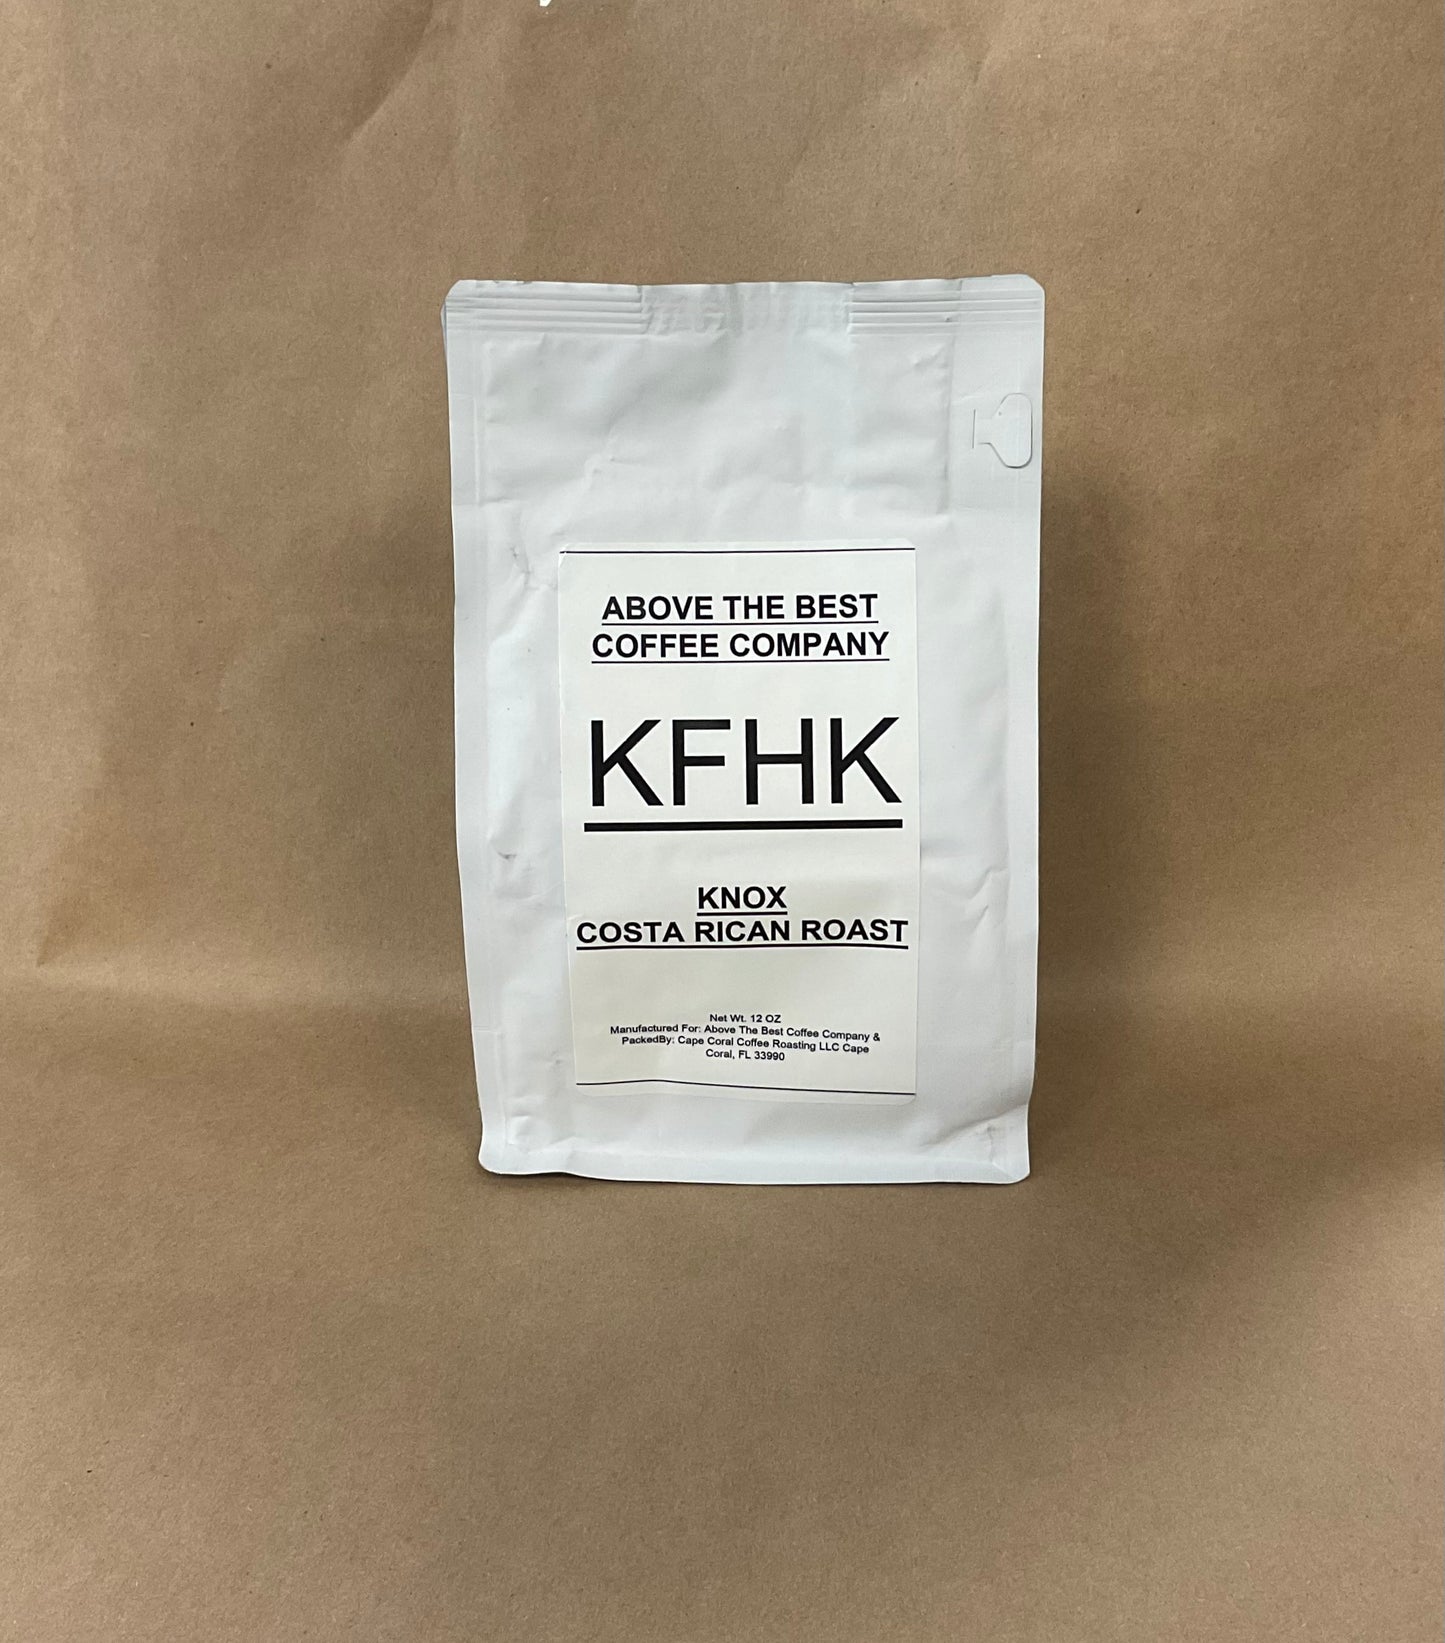 ABOVE THE BEST
COFFEE COMPANY
KFHK
KNOX
COSTA RICAN ROAST
Net Wt. 12 OZ
Manufactured For: Above The Best Coffee Company &
PackedBy: Cape Coral Coffee Roasting LLC Cape
Coral, FL 33990